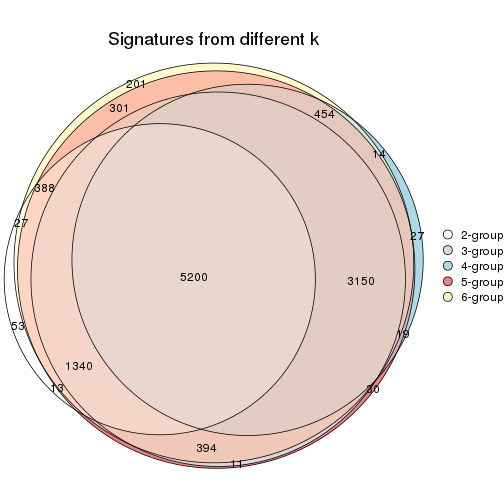 Signatures from different k
201
301
454
14
388
27
27
2-group
3-group
4-group
5-group
6-group
5200
3150
53
19
1340
13
30
394
11